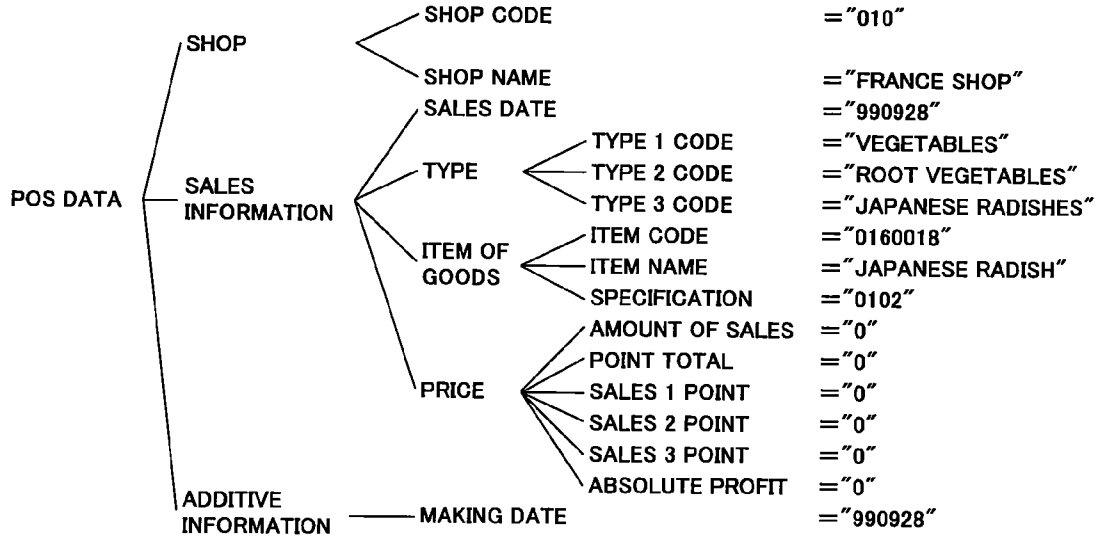 SHOP CODE ="010"
SHOP
SHOP NAME ="FRANCE SHOP"
SALES DATE ="990928"
TYPE 1 CODE ="VEGETABLES"
TYPE TYPE 2 CODE ="ROOT VEGETABLES"
POS DATA SALES
INFORMATION
TYPE 3 CODE ="JAPANESE RADISHES"
ITEM CODE ="0160018"
ITEM OF
GOODS
ITEM NAME ="JAPANESE RADISH"
SPECIFICATION ="0102"
AMOUNT OF SALES ="0"
POINT TOTAL ="0"
PRICE SALES 1 POINT ="0"
SALES 2 POINT ="0"
SALES 3 POINT ="0"
ABSOLUTE PROFIT ="0"
ADDITIVE
INFORMATION MAKING DATE ="990928"